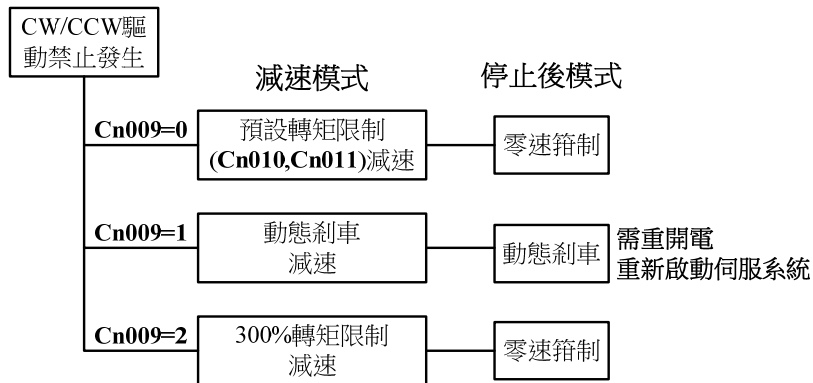 CW/CCW驅
動禁止發生
減速模式
停止後模式
Cn009=0
預設轉矩限制
(Cn010,Cn011)減速
零速箝制
Cn009=1
動態剎車
減速
動態剎車
需重開電
重新啟動伺服系統
Cn009=2
300%轉矩限制
減速
零速箝制